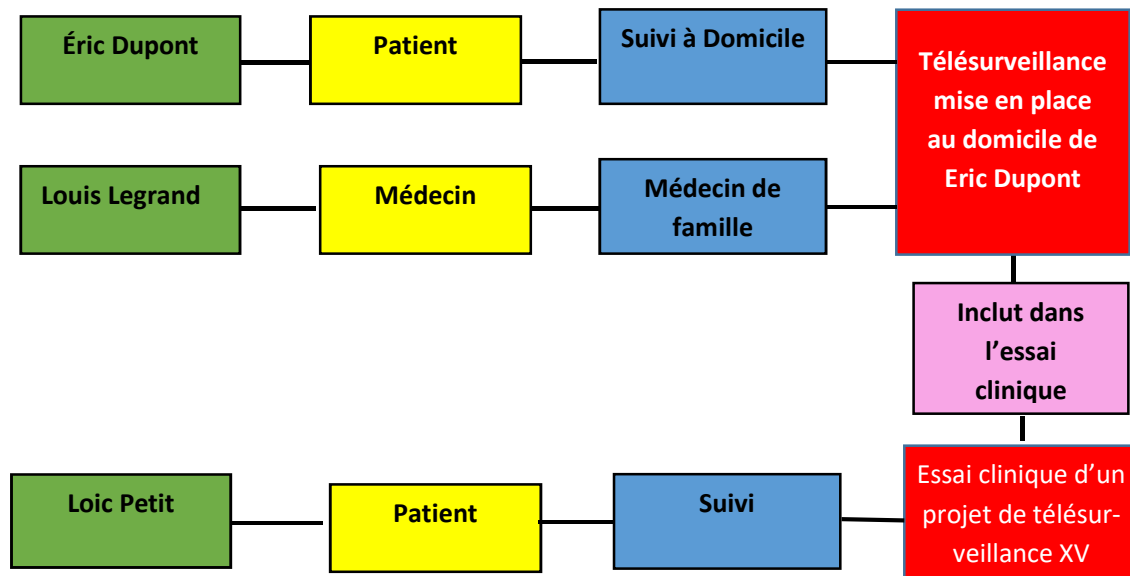 Éric Dupont
Patient
Suivi à Domicile
Télésurveillance
mise en place
au domicile de
Eric Dupont
Louis Legrand
Médecin
Médecin de
famille
Inclut dans
l’essai
clinique
Loic Petit
Patient
Suivi
Essai clinique d’un
projet de télésur-
veillance XV